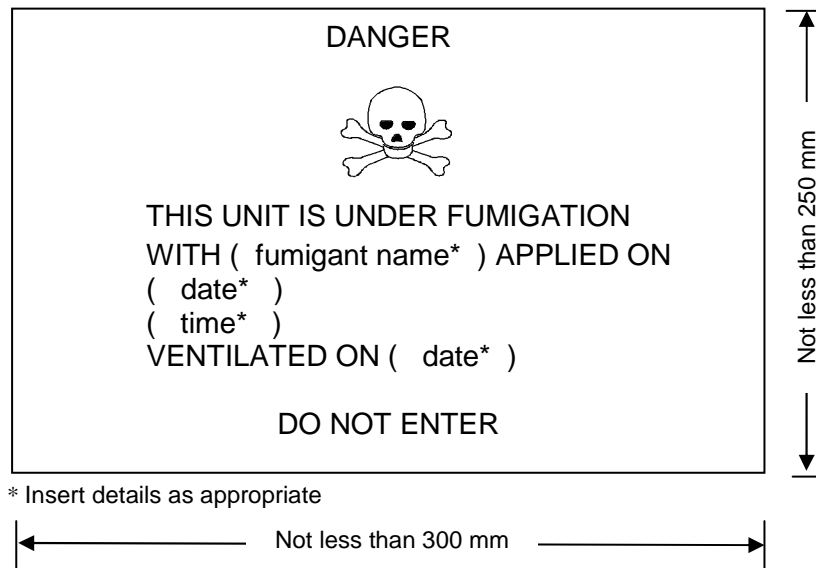 DANGER
THIS UNIT IS UNDER FUMIGATION
WITH ( fumigant name* ) APPLIED ON
( date* )
( time* )
VENTILATED ON ( date* )
DO NOT ENTER
Not less than 250 mm
* Insert details as appropriate
Not less than 300 mm